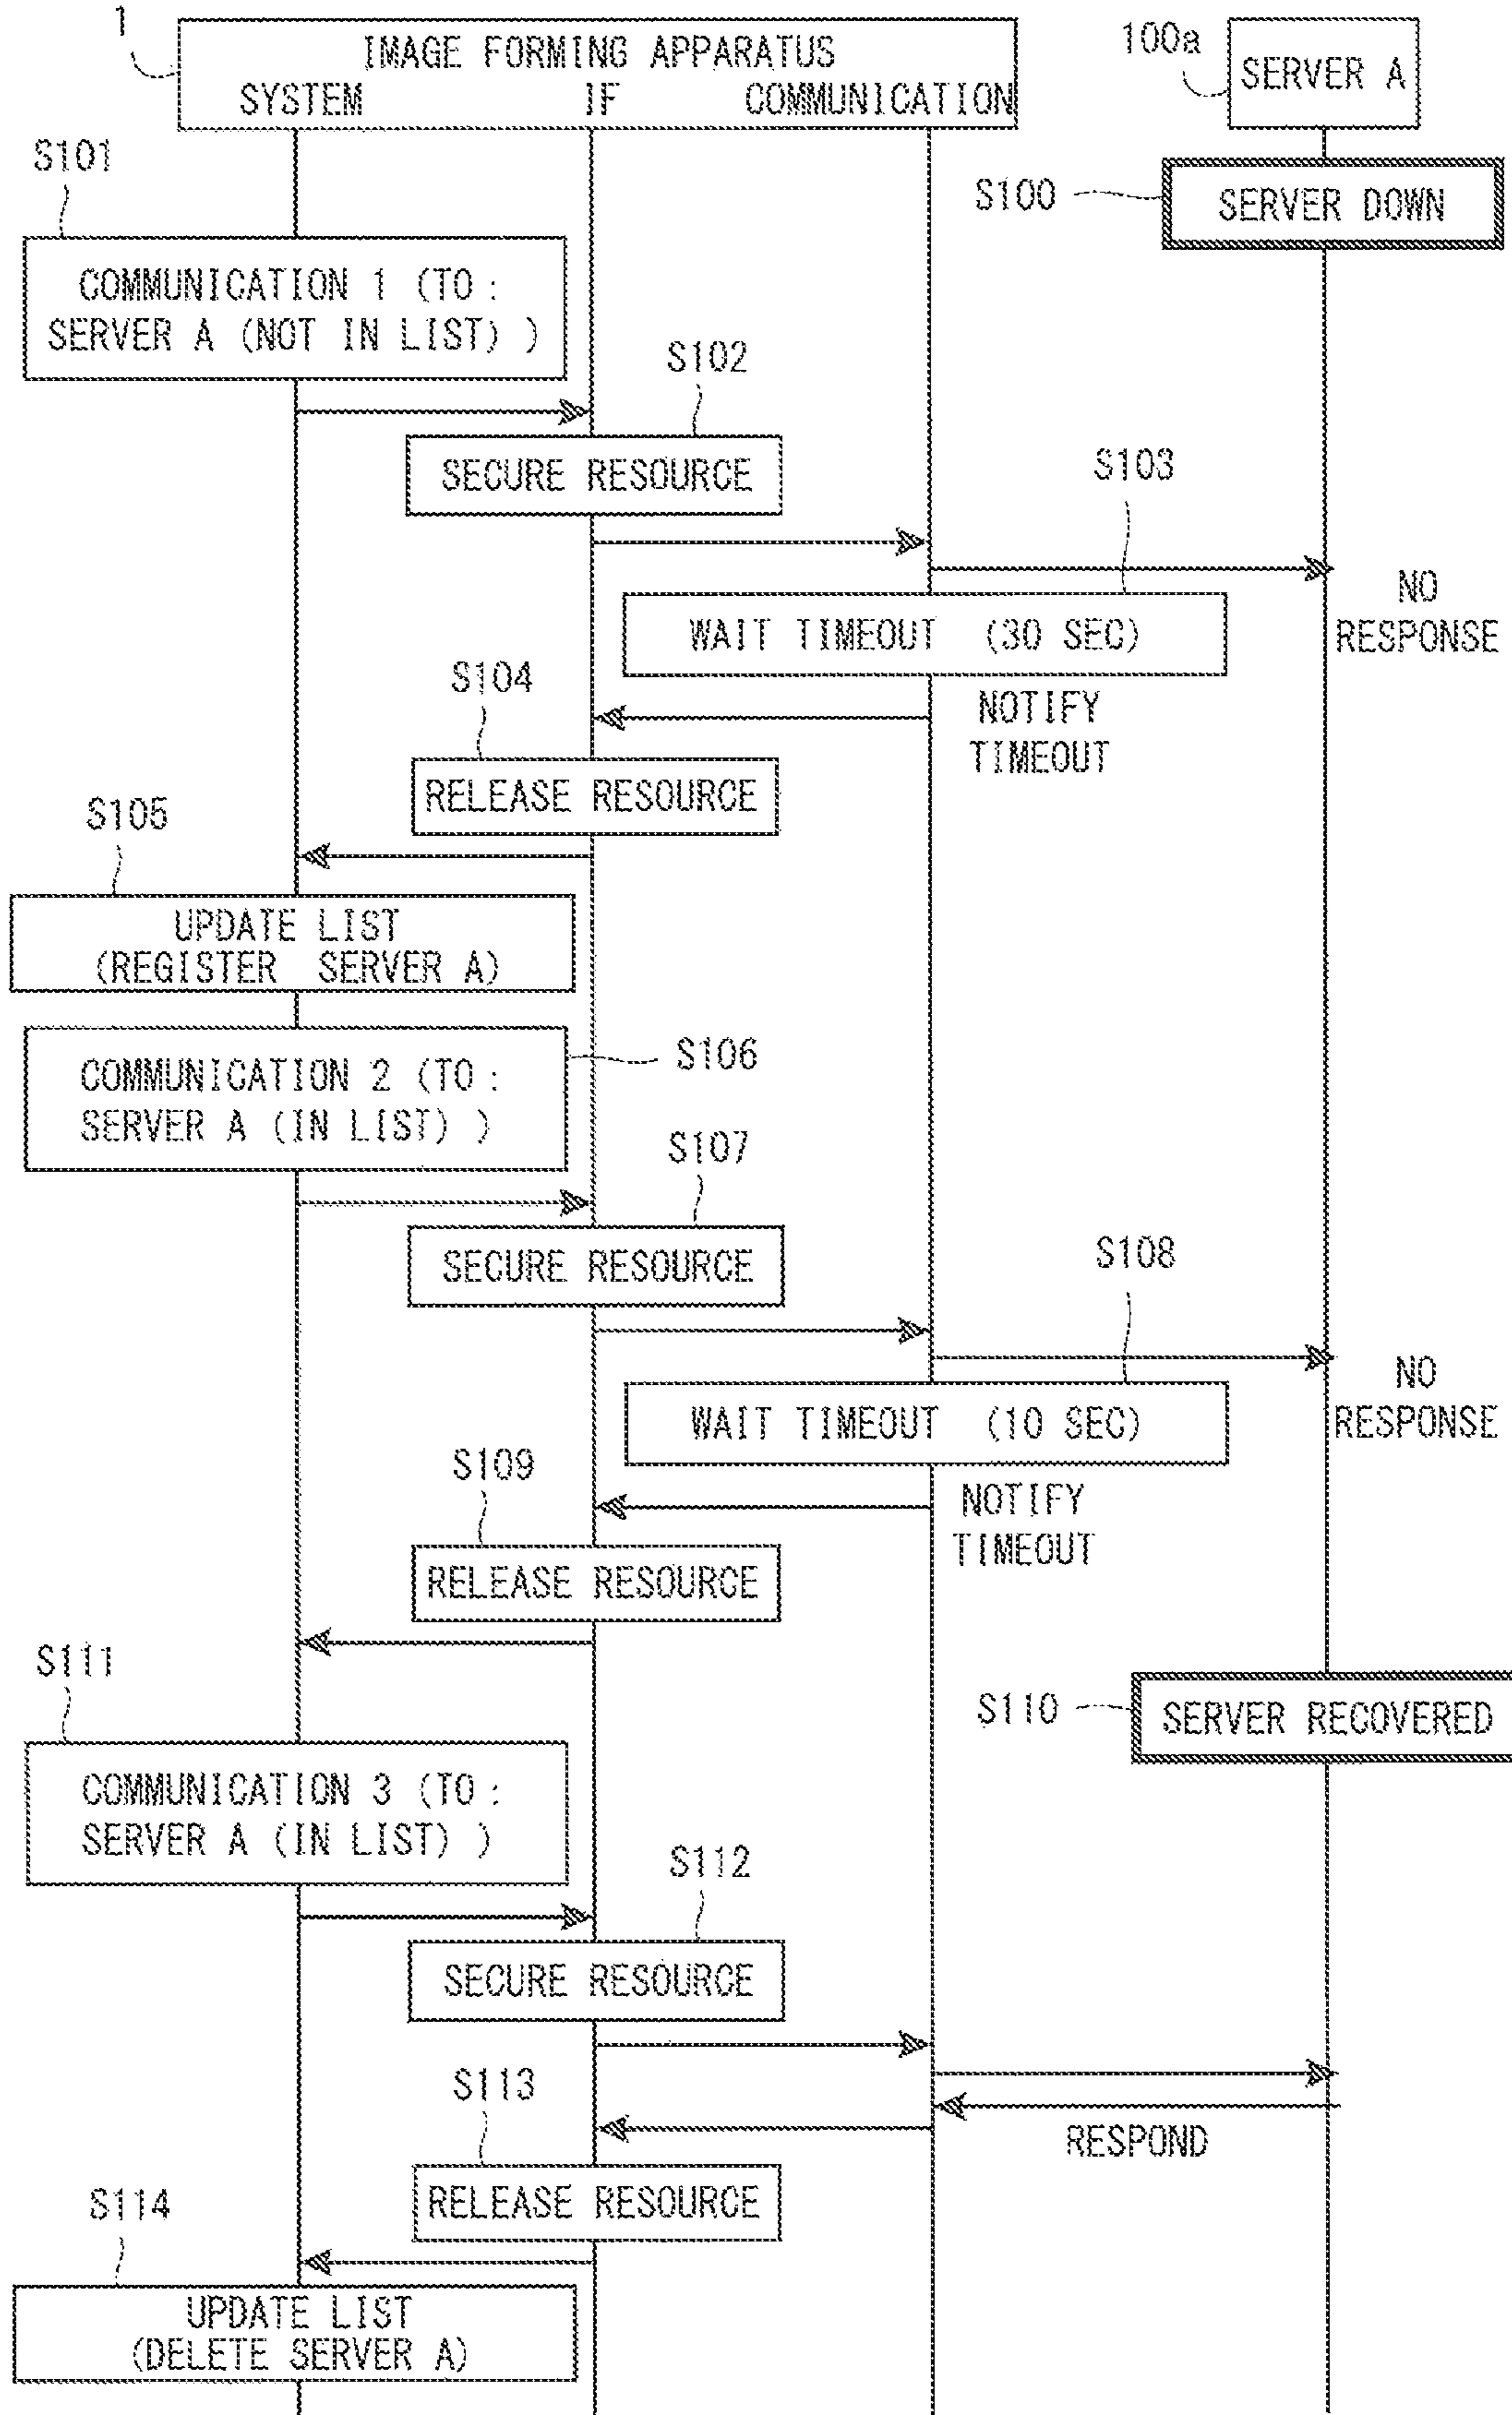 1
IMAGE FORMING APPARATUS
SYSTEM IF COMMUNICATION
100a
SERVER A
S101
S100
SERVER DOWN
COMMUNICATION 1 (TO :
SERVER A (NOT IN LIST) )
S102
SECURE RESOURCE
S103
NO
RESPONSE
WAIT TIMEOUT (30 SEC)
S104
NOTIFY
TIMEOUT
RELEASE RESOURCE
S105
UPDATE LIST
(REGISTER SERVER A)
S106
COMMUNICATION 2 (TO :
SERVER A (IN LIST) )
S107
SECURE RESOURCE
S108
NO
RESPONSE
WAIT TIMEOUT (10 SEC)
S109
NOTIFY
TIMEOUT
RELEASE RESOURCE
S111
S110
SERVER RECOVERED
COMMUNICATION 3 (TO :
SERVER A (IN LIST) )
S112
SECURE RESOURCE
S113
RESPOND
RELEASE RESOURCE
S114
UPDATE LIST
(DELETE SERVER A)